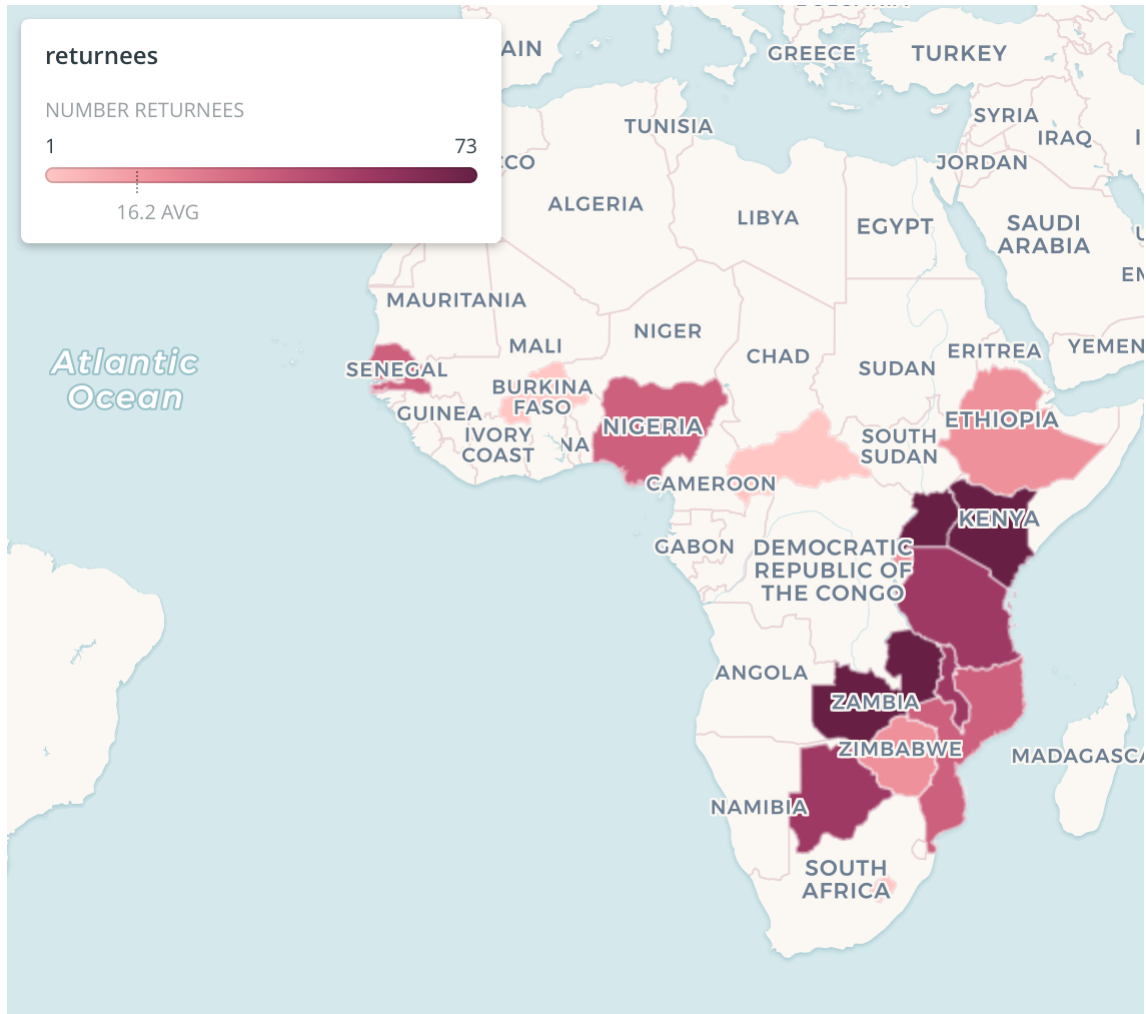 returnees
NUMBER RETURNEES
1 73
16.2 AVG
AIN
GREECE
TURKEY
SYRIA
IRAQ
JORDAN
TUNISIA
CO
ALGERIA
LIBYA
EGYPT
SAUDI
ARABIA
EM
MAURITANIA
MALI
NIGER
CHAD
SUDAN
ERITREA
YEMEN
Atlantic
Ocean
SENEGAL
BURKINA
FASO
GUINEA
IVORY
COAST
NA
NIGERIA
SOUTH
SUDAN
ETHIOPIA
CAMEROON
KENYA
GABON
DEMOCRATIC
REPUBLIC OF
THE CONGO
ANGOLA
ZAMBIA
ZIMBABWE
MADAGASCA
NAMIBIA
SOUTH
AFRICA